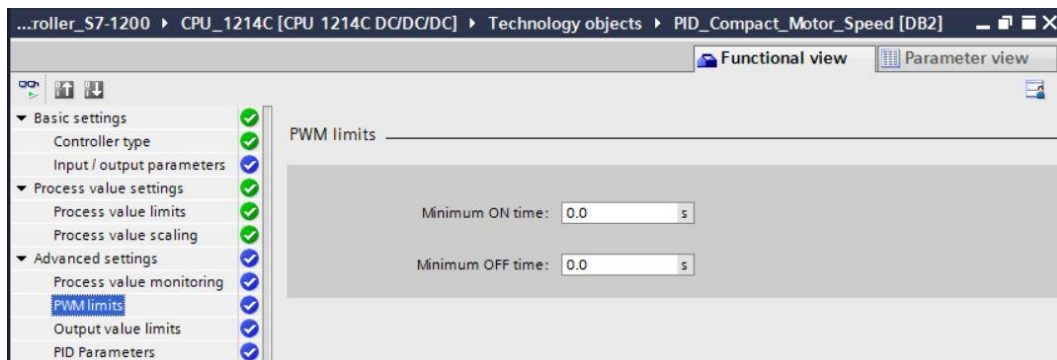 ...roller_S7-1200 ▸ CPU_1214C [CPU 1214C DC/DC/DC] ▸ Technology objects ▸ PID_Compact_Motor_Speed [DB2]
Functional view
Parameter view
Basic settings
Controller type
Input / output parameters
Process value settings
Process value limits
Process value scaling
Advanced settings
Process value monitoring
PWM limits
Output value limits
PID Parameters
PWM limits
Minimum ON time: 0.0 s
Minimum OFF time: 0.0 s